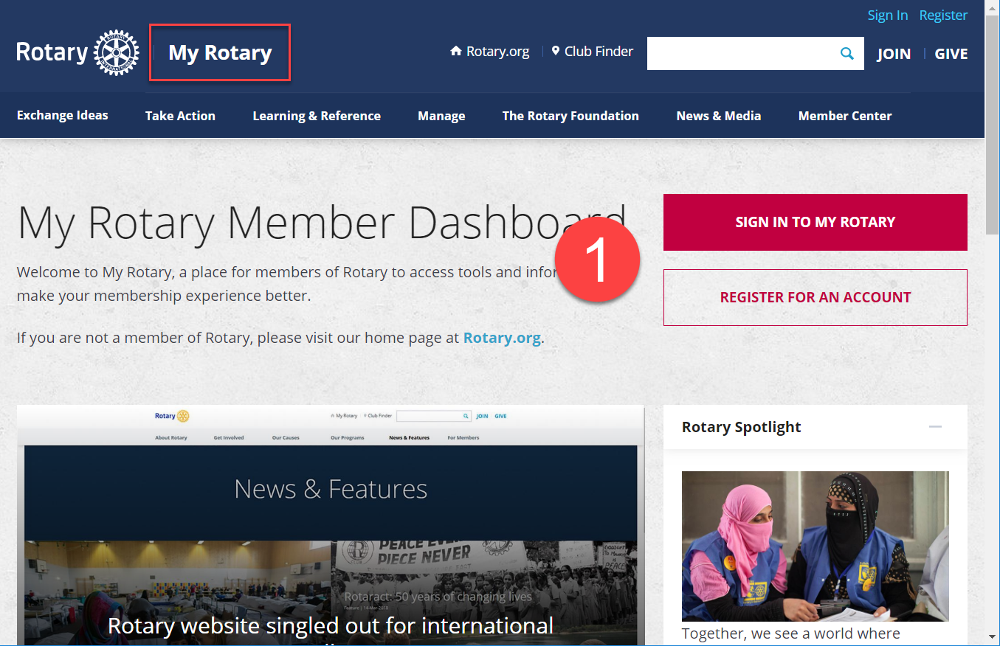 Sign In Register
Rotary
ROTARY
INTERNATIONAL
My Rotary
Rotary.org
Club Finder
JOIN
GIVE
Exchange Ideas
Take Action
Learning & Reference
Manage
The Rotary Foundation
News & Media
Member Center
My Rotary Member Dashboard
1
SIGN IN TO MY ROTARY
Welcome to My Rotary, a place for members of Rotary to access tools and
make your membership experience better.
REGISTER FOR AN ACCOUNT
If you are not a member of Rotary, please visit our home page at Rotary.org.
Rotary
My Rotary
Club Finder
JOIN
GIVE
About Rotary
Get Involved
Our Causes
Our Programs
News & Features
For Members
News & Features
PIECE NEVER
Rotaract: 50 years of changing lives
Feature | 14-Mar-2018
Rotary website singled out for international
Rotary Spotlight
Together, we see a world where